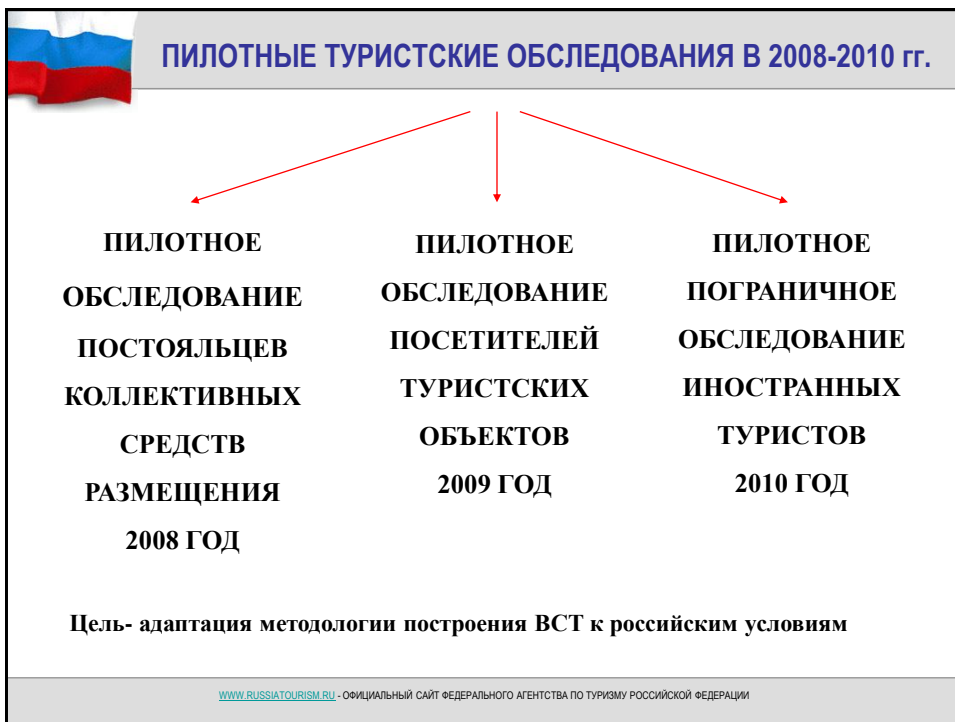 ПИЛОТНЫЕ ТУРИСТСКИЕ ОБСЛЕДОВАНИЯ В 2008-2010 гг.
ПИЛОТНОЕ
ОБСЛЕДОВАНИЕ
ПОСТОЯЛЬЦЕВ
КОЛЛЕКТИВНЫХ
СРЕДСТВ
РАЗМЕЩЕНИЯ
2008 ГОД
ПИЛОТНОЕ
ОБСЛЕДОВАНИЕ
ПОСЕТИТЕЛЕЙ
ТУРИСТСКИХ
ОБЪЕКТОВ
2009 ГОД
ПИЛОТНОЕ
ПОГРАНИЧНОЕ
ОБСЛЕДОВАНИЕ
ИНОСТРАННЫХ
ТУРИСТОВ
2010 ГОД
Цель- адаптация методологии построения ВСТ к российским условиям
WWW.RUSSIATOURISM.RU - ОФИЦИАЛЬНЫЙ САЙТ ФЕДЕРАЛЬНОГО АГЕНТСТВА ПО ТУРИЗМУ РОССИЙСКОЙ ФЕДЕРАЦИИ